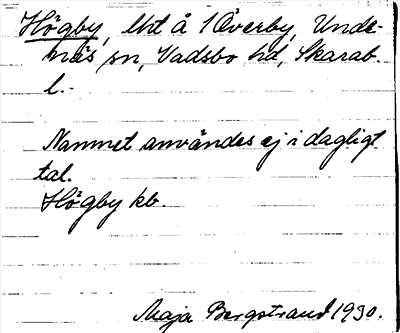 Högby, lht å 1 Överby, Unde-
näs sn, Vadsbo hd, Skarab.
l.
Namnet användes ej i dagligt
tal.
Högby kb.
Maja Bergstrand 1930.